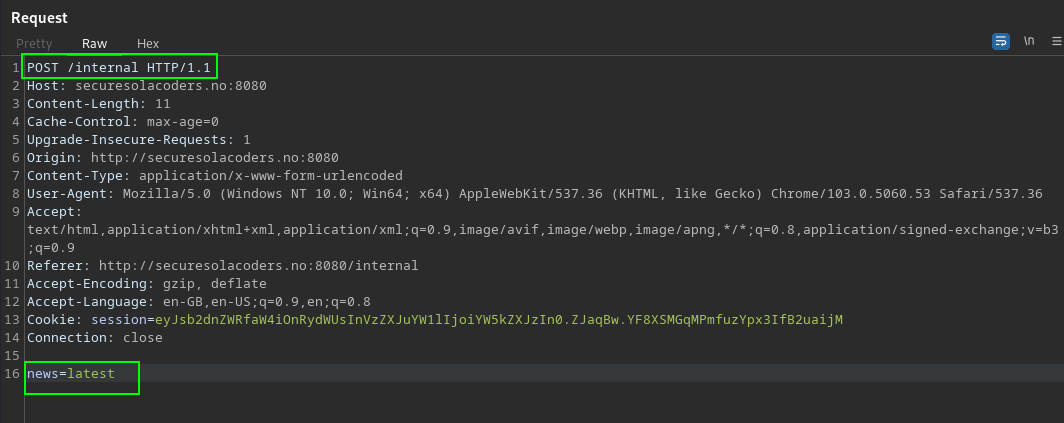 Request
Pretty Raw Hex
\n
1 POST /internal HTTP/1.1
2 Host: securesolacoders.no:8080
3 Content-Length: 11
4 Cache-Control: max-age=0
5 Upgrade-Insecure-Requests: 1
6 Origin: http://securesolacoders.no:8080
7 Content-Type: application/x-www-form-urlencoded
8 User-Agent: Mozilla/5.0 (Windows NT 10.0; Win64; x64) AppleWebKit/537.36 (KHTML, like Gecko) Chrome/103.0.5060.53 Safari/537.36
9 Accept:
text/html,application/xhtml+xml,application/xml;q=0.9,image/avif,image/webp,image/apng,*/*;q=0.8,application/signed-exchange;v=b3
;q=0.9
10 Referer: http://securesolacoders.no:8080/internal
11 Accept-Encoding: gzip, deflate
12 Accept-Language: en-GB,en-US;q=0.9,en;q=0.8
13 Cookie: session=eyJsb2dnZWRfaW4iOnRydWUsInVzZXJuYW1lIjoiYW5kZXJzIn0.ZJaqBw.YF8XSMGqMPmfuzYpx3IfB2uaijM
14 Connection: close
15
16 news=latest